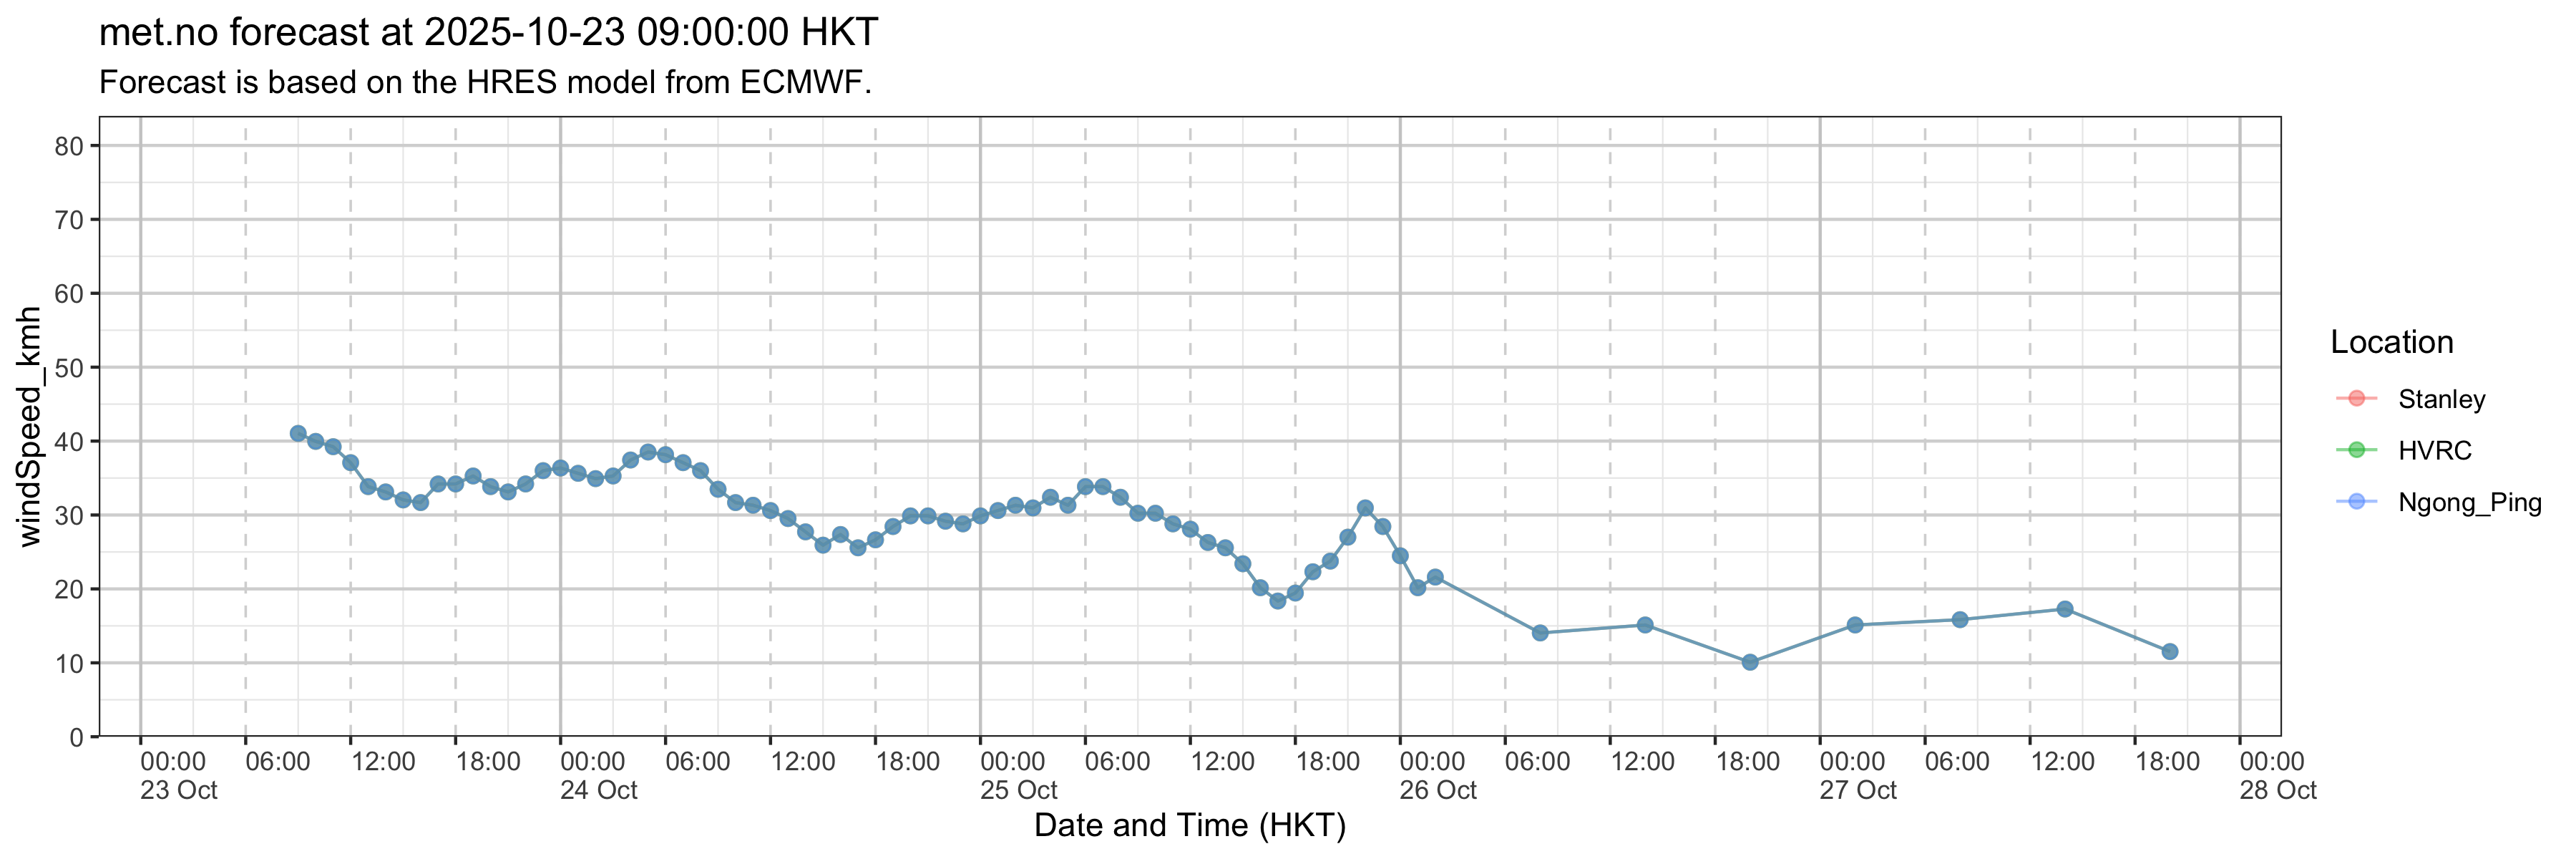 met.no forecast at 2025-10-23 09:00:00 HKT
Forecast is based on the HRES model from ECMWF.
windSpeed_kmh
80
70
60
50
40
30
20
10
0
00:00 06:00 12:00 18:00 00:00 06:00 12:00 18:00 00:00 06:00 12:00 18:00 00:00 06:00 12:00 18:00 00:00 06:00 12:00 18:00 00:00
23 Oct 24 Oct 25 Oct 26 Oct 27 Oct 28 Oct
Date and Time (HKT)
Location
Stanley
HVRC
Ngong_Ping